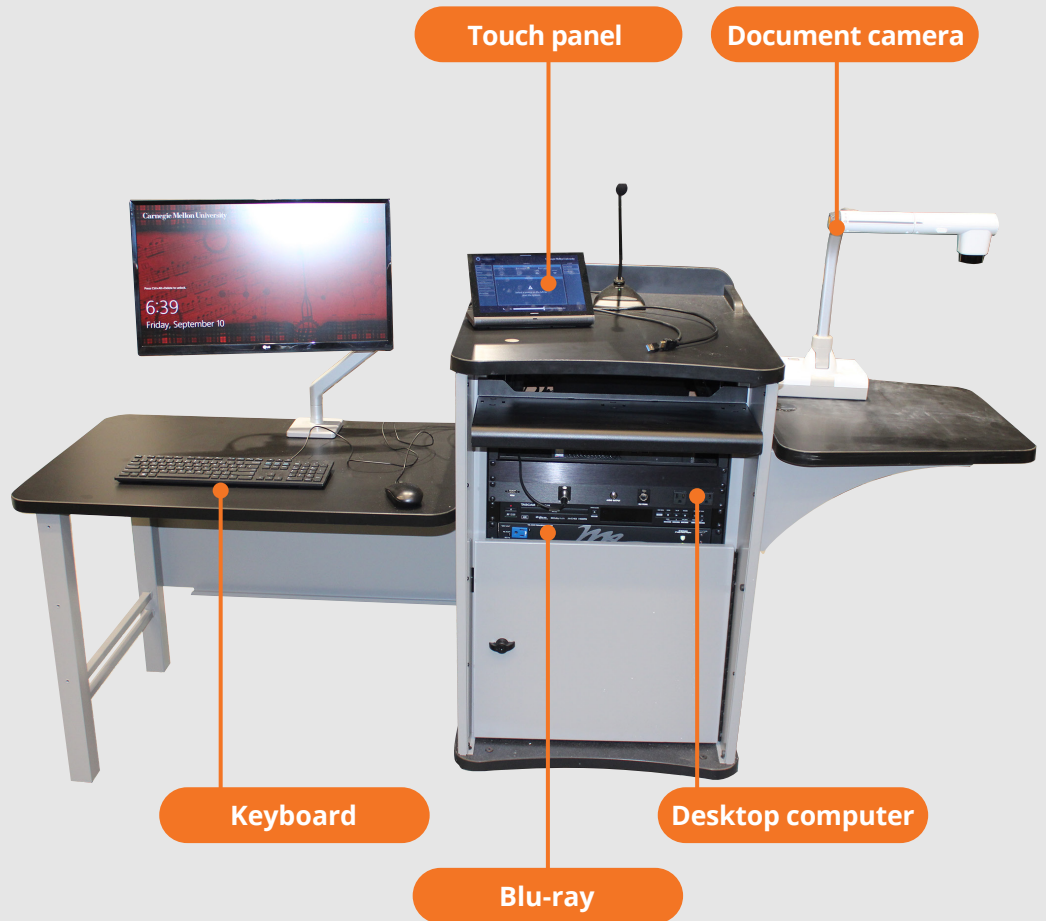 Touch panel
Document camera
Carnegie Mellon University
6:39
Friday, September 10
Keyboard
Desktop computer
Blu-ray